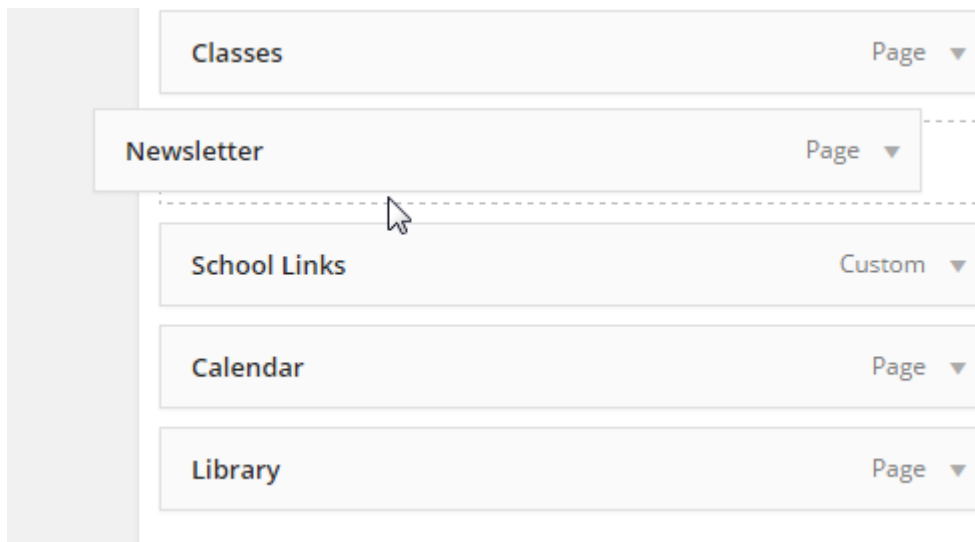 Classes Page
Newsletter Page
School Links Custom
Calendar Page
Library Page